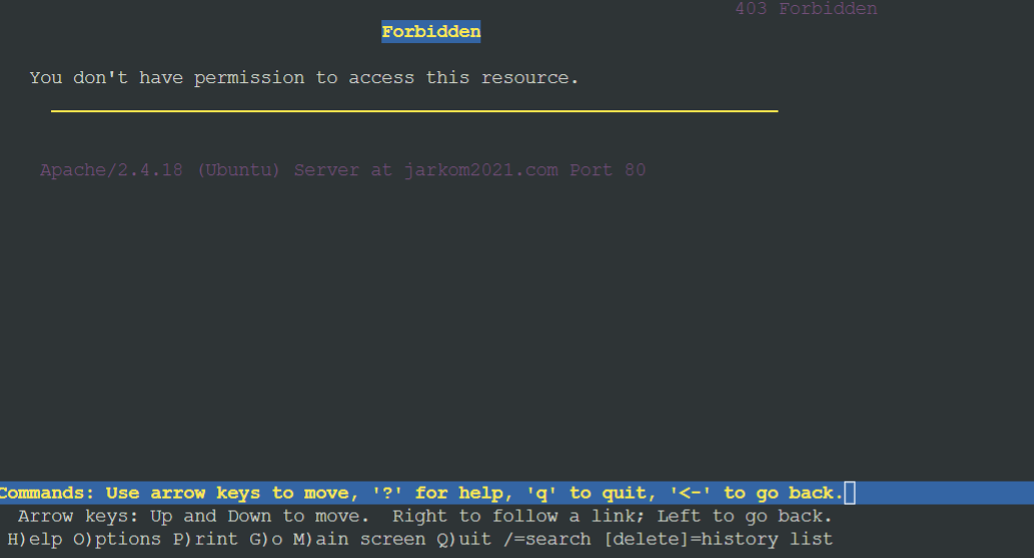 403 Forbidden
Forbidden
You don't have permission to access this resource.
Apache/2.4.18 (Ubuntu) Server at jarkom2021.com Port 80
Commands: Use arrow keys to move, '?' for help, 'q' to quit, '<-' to go back.
Arrow keys: Up and Down to move. Right to follow a link; Left to go back.
H)elp O)ptions P)rint G)o M)ain screen Q)uit /=search [delete]=history list